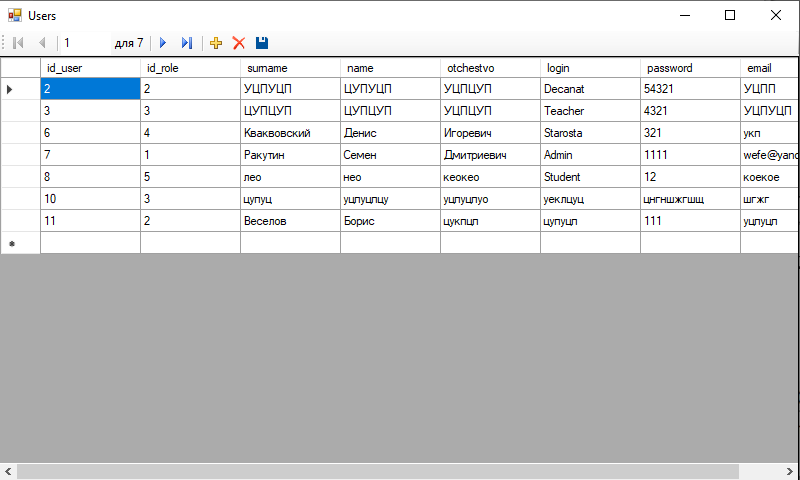 Users
1 для 7
id_user id_role surname name otchestvo login password email
2 2 УЦПУЦП ЦУПУЦП УЦПЦУП Decanat 54321 УЦПП
3 3 ЦУПЦУП ЦУПЦУП УЦПЦУП Teacher 4321 УЦПУЦП
6 4 Кваквовский Денис Игоревич Starosta 321 укп
7 1 Ракутин Семен Дмитриевич Admin 1111 wefe@yand
8 5 лео нео кеокео Student 12 коекое
10 3 цупуц уцпуцпцу уцпуцпуо уеклцуц цнгншжгшщ шгжг
11 2 Веселов Борис цукпцп цупуцп 111 уцпуцп